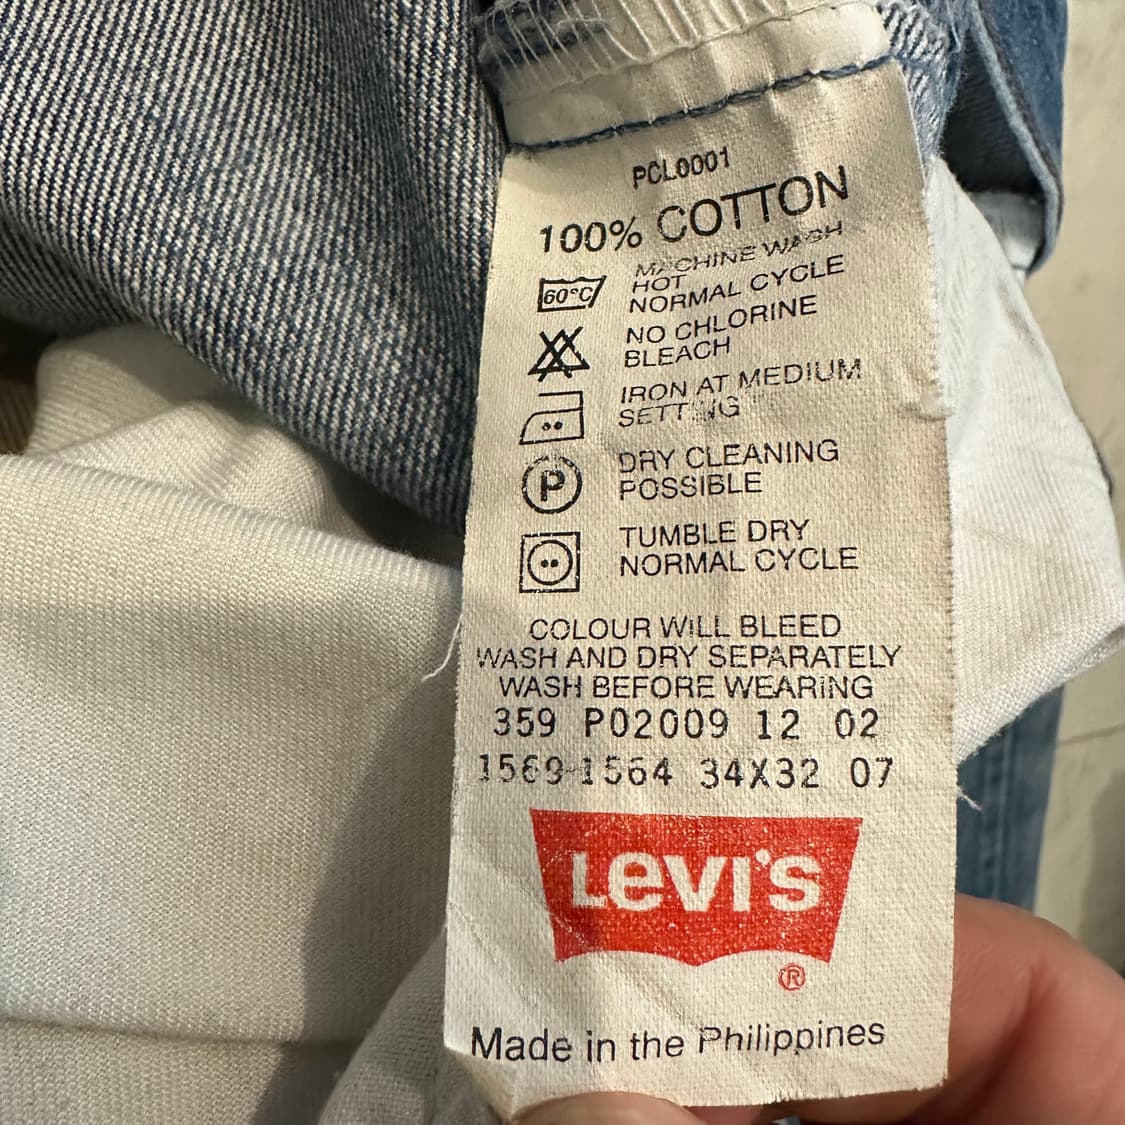 PCL0001
100% COTTON
60°C
MACHINE WASH
HOT
NORMAL CYCLE
NO CHLORINE
BLEACH
IRON AT MEDIUM
SETTING
P
DRY CLEANING
POSSIBLE
TUMBLE DRY
NORMAL CYCLE
COLOUR WILL BLEED
WASH AND DRY SEPARATELY
WASH BEFORE WEARING
359 P02009 12 02
1569-1564 34X32 07
LEVI'S
®
Made in the Philippines